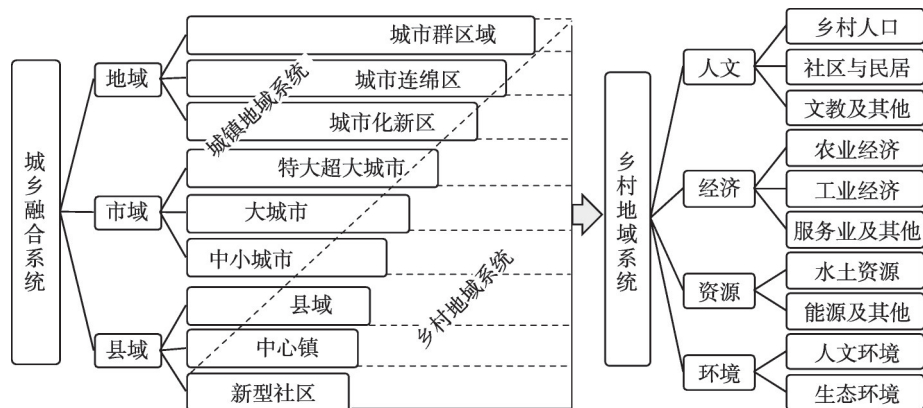 城乡融合系统
地域
城市群区域
城市连绵区
城市化新区
市域
特大超大城市
大城市
中小城市
县域
县域
中心镇
新型社区
城镇地域系统
乡村地域系统
乡村地域系统
人文
乡村人口
社区与民居
文教及其他
经济
农业经济
工业经济
服务业及其他
资源
水土资源
能源及其他
环境
人文环境
生态环境